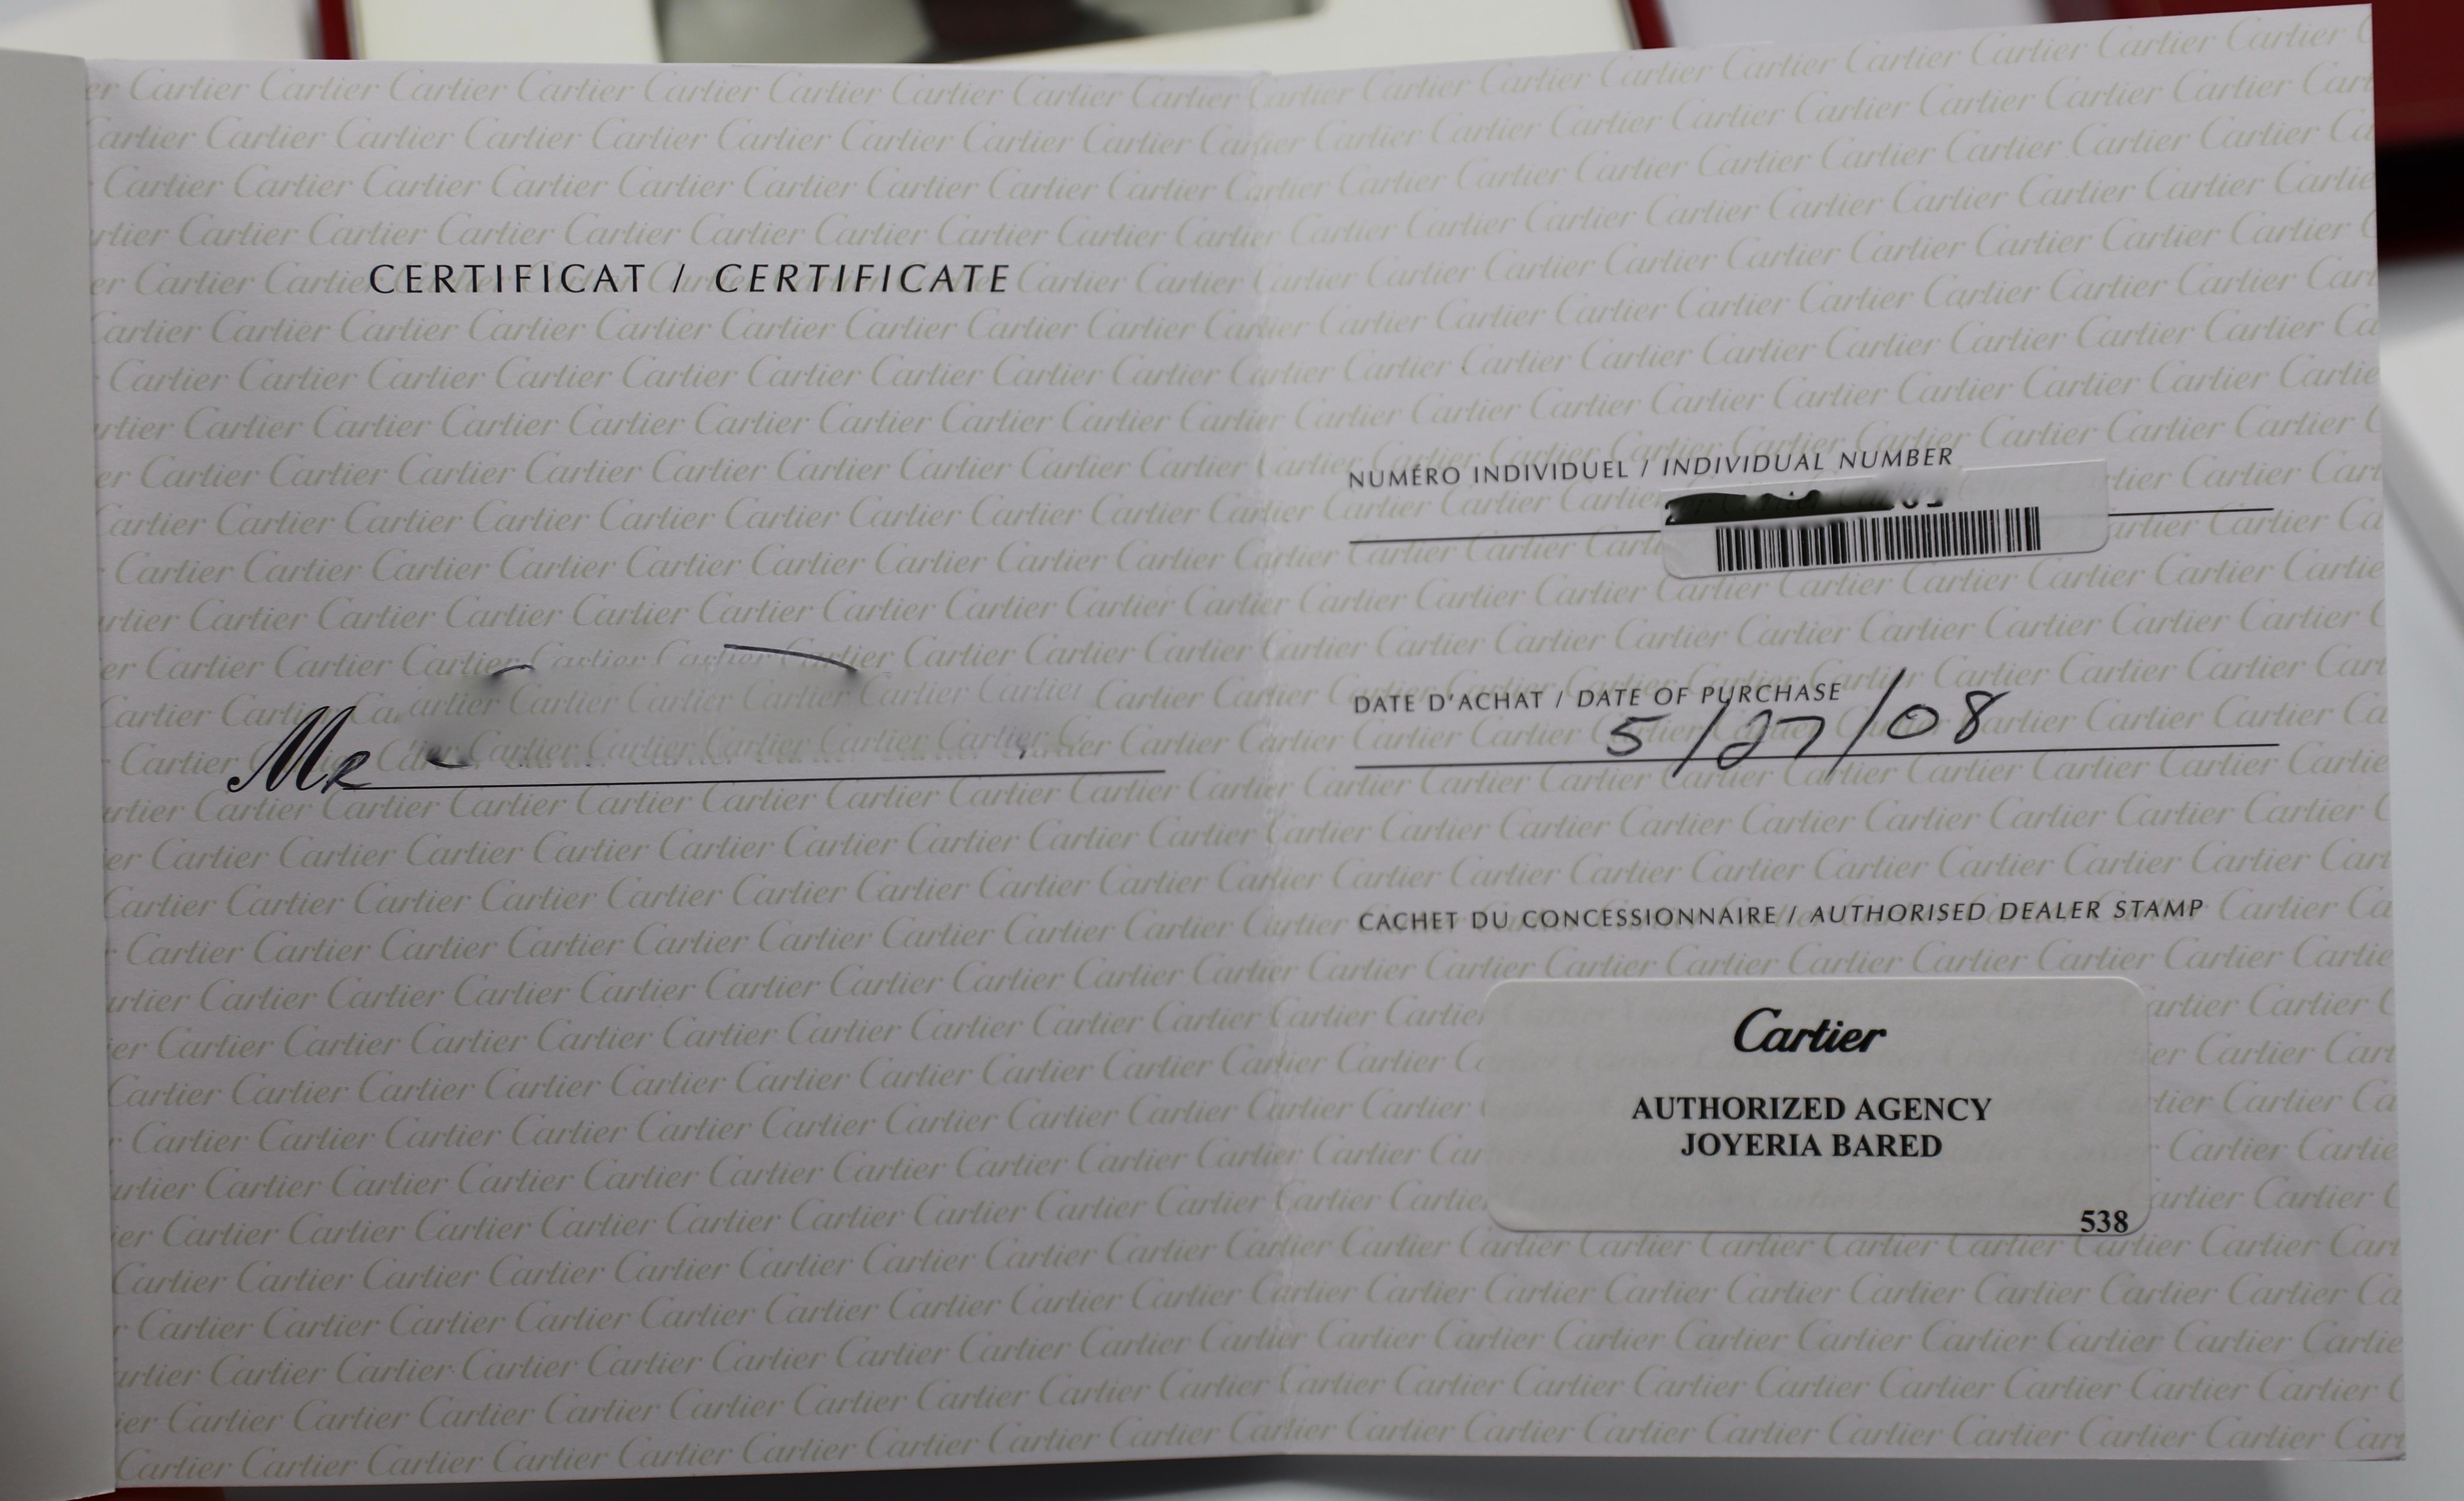 CERTIFICAT / CERTIFICATE
Mr
NUMÉRO INDIVIDUEL / INDIVIDUAL NUMBER
DATE D'ACHAT / DATE OF PURCHASE
5/27/08
CACHET DU CONCESSIONNAIRE / AUTHORISED DEALER STAMP
Cartier
AUTHORIZED AGENCY
JOYERIA BARED
538